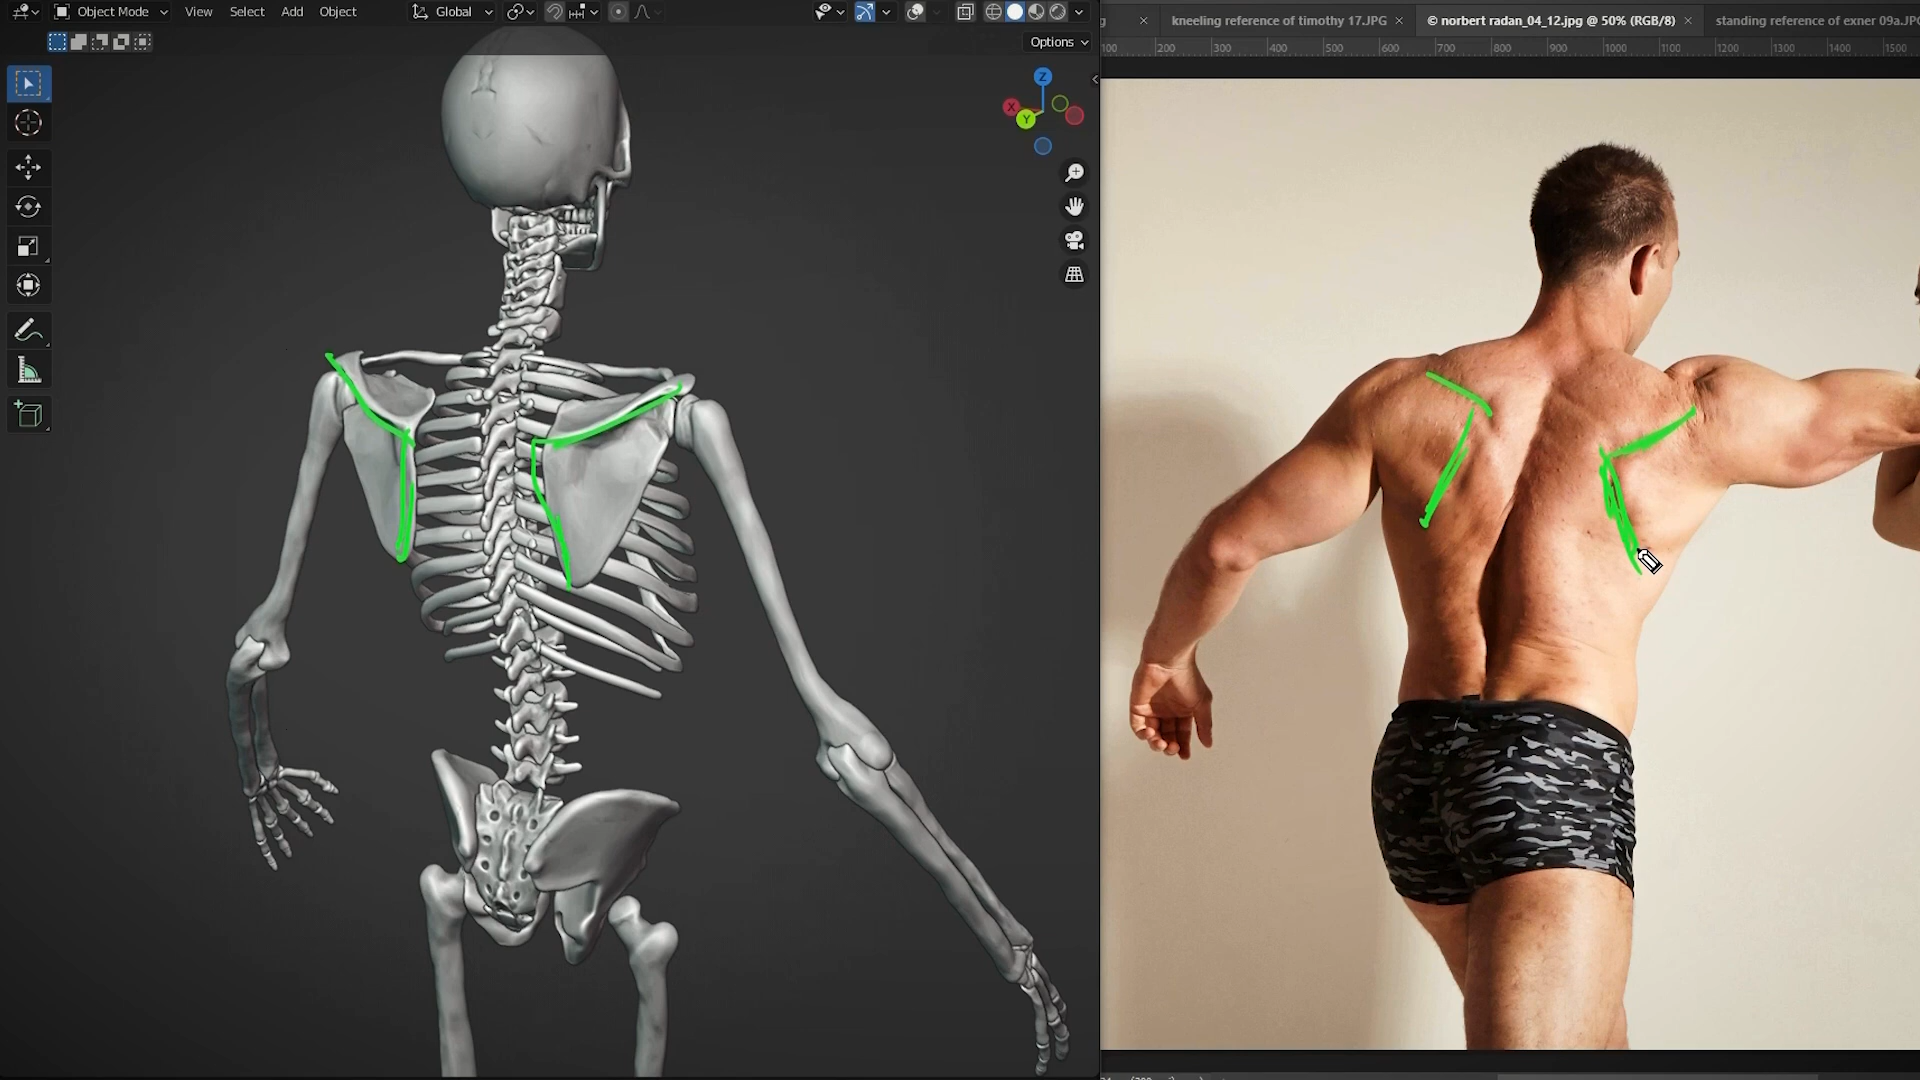 Object Mode View Select Add Object Global
Options
Z
X
Y
kneeling reference of timothy 17.JPG × © norbert radan_04_12.jpg @ 50% (RGB/8) × standing reference of exner 09a.JPG
100 200 300 400 500 600 700 800 900 1000 1100 1200 1300 1400 1500